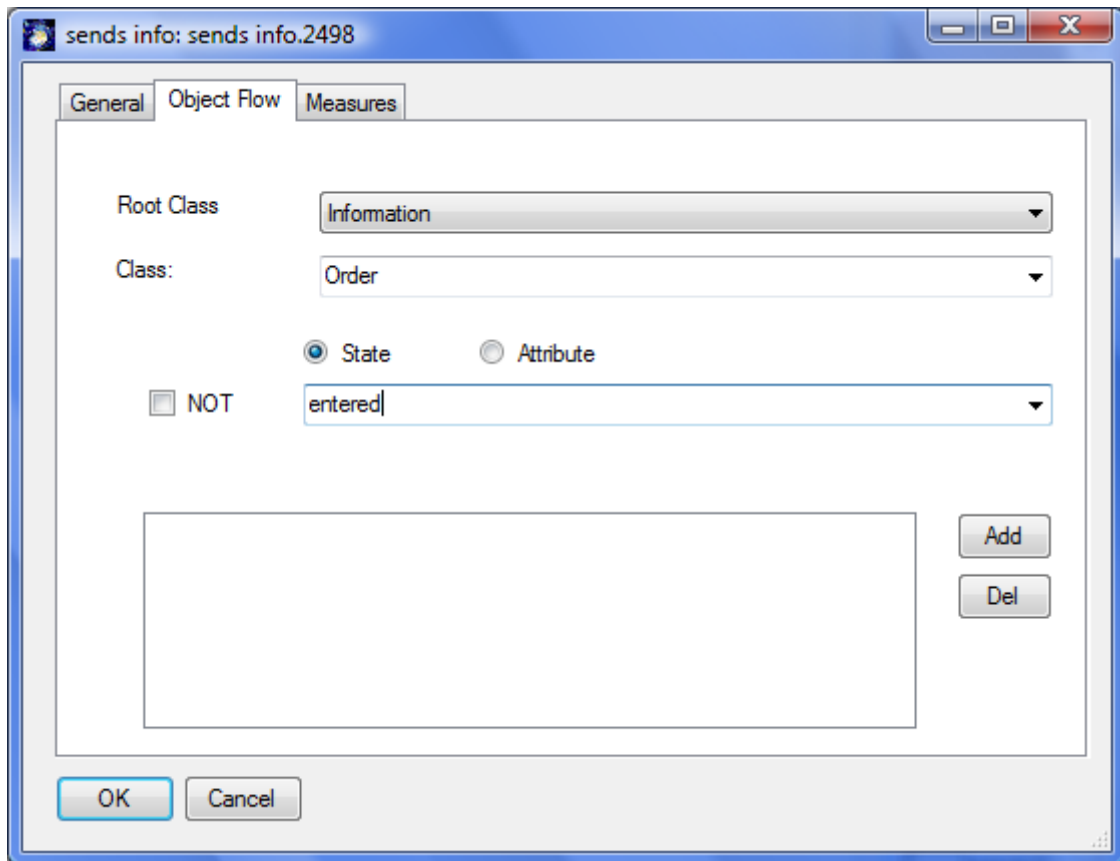 sends info: sends info.2498
General Object Flow Measures
Root Class Information
Class: Order
State Attribute
NOT entered
Add
Del
OK Cancel